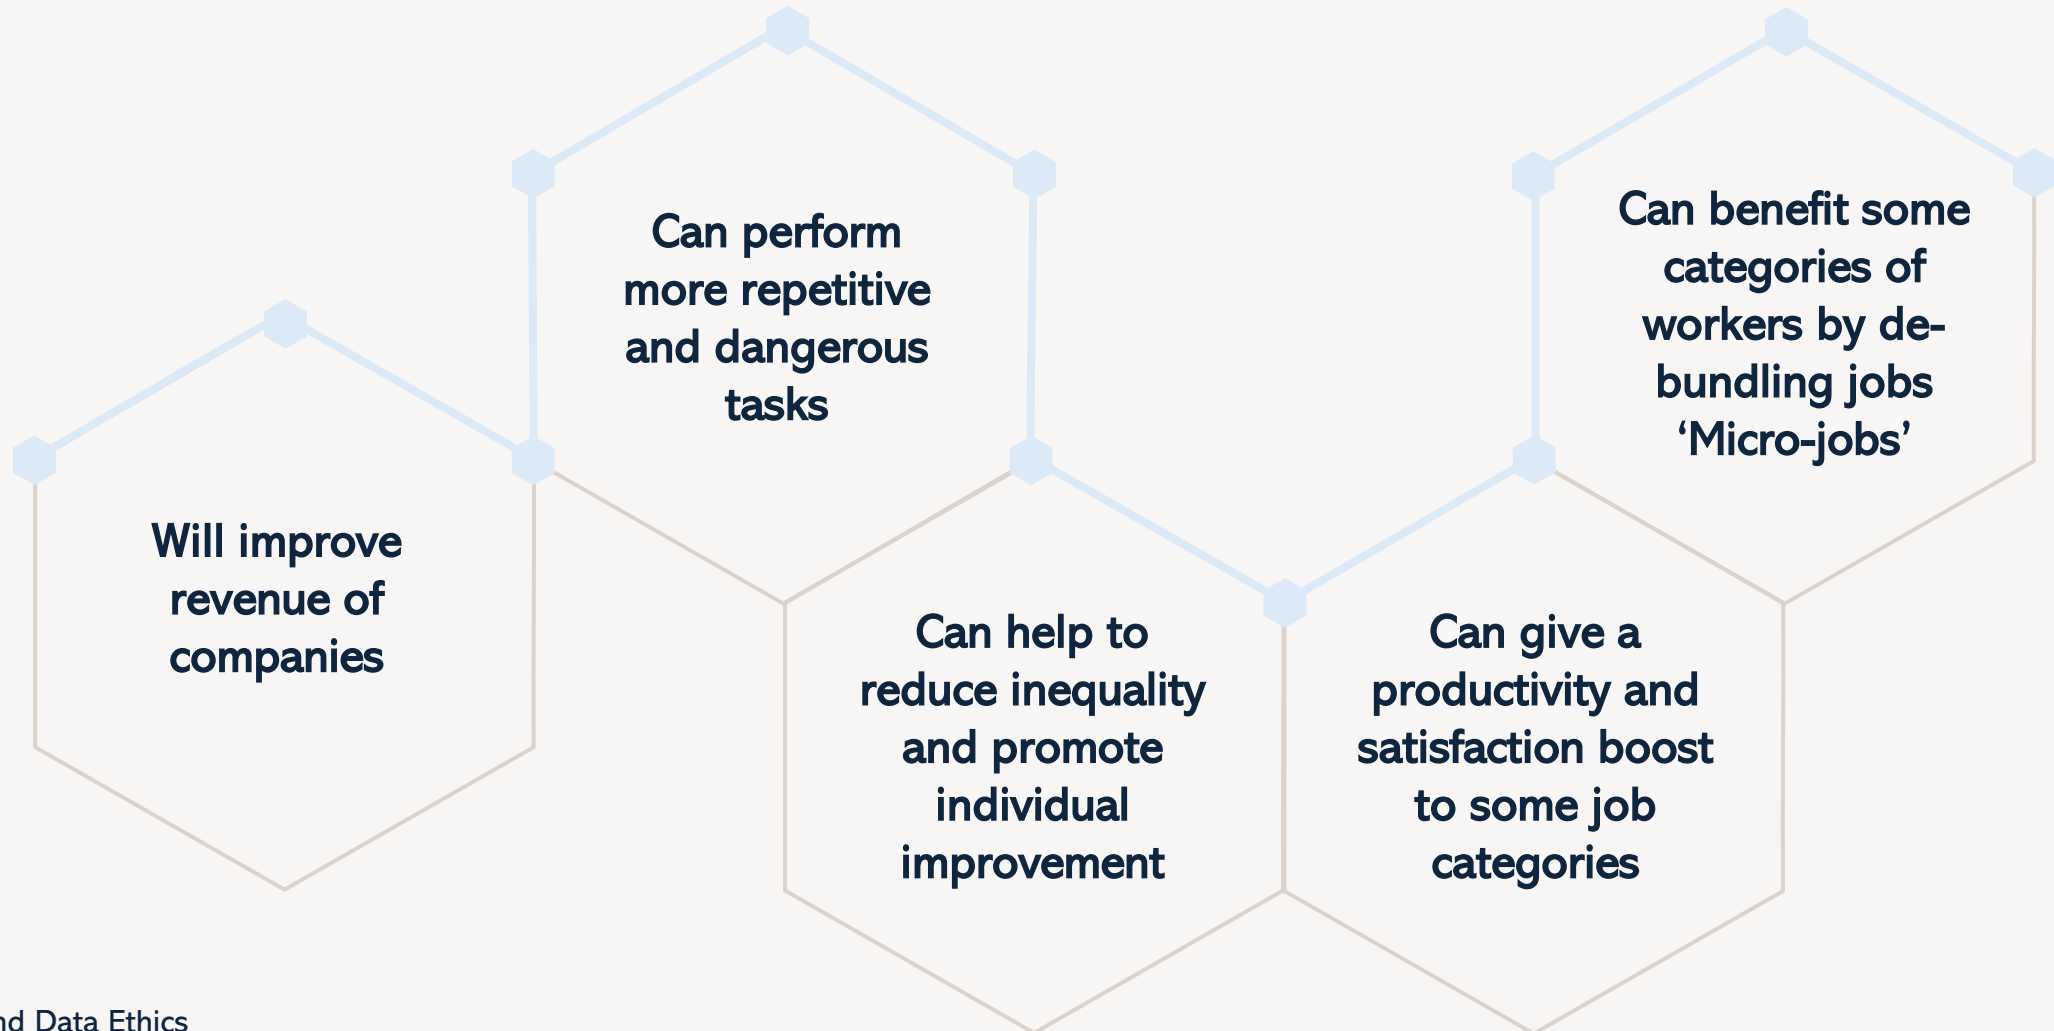 Will improve
revenue of
companies
Can perform
more repetitive
and dangerous
tasks
Can help to
reduce inequality
and promote
individual
improvement
Can give a
productivity and
satisfaction boost
to some job
categories
Can benefit some
categories of
workers by de-
bundling jobs
‘Micro-jobs’
Data Ethics